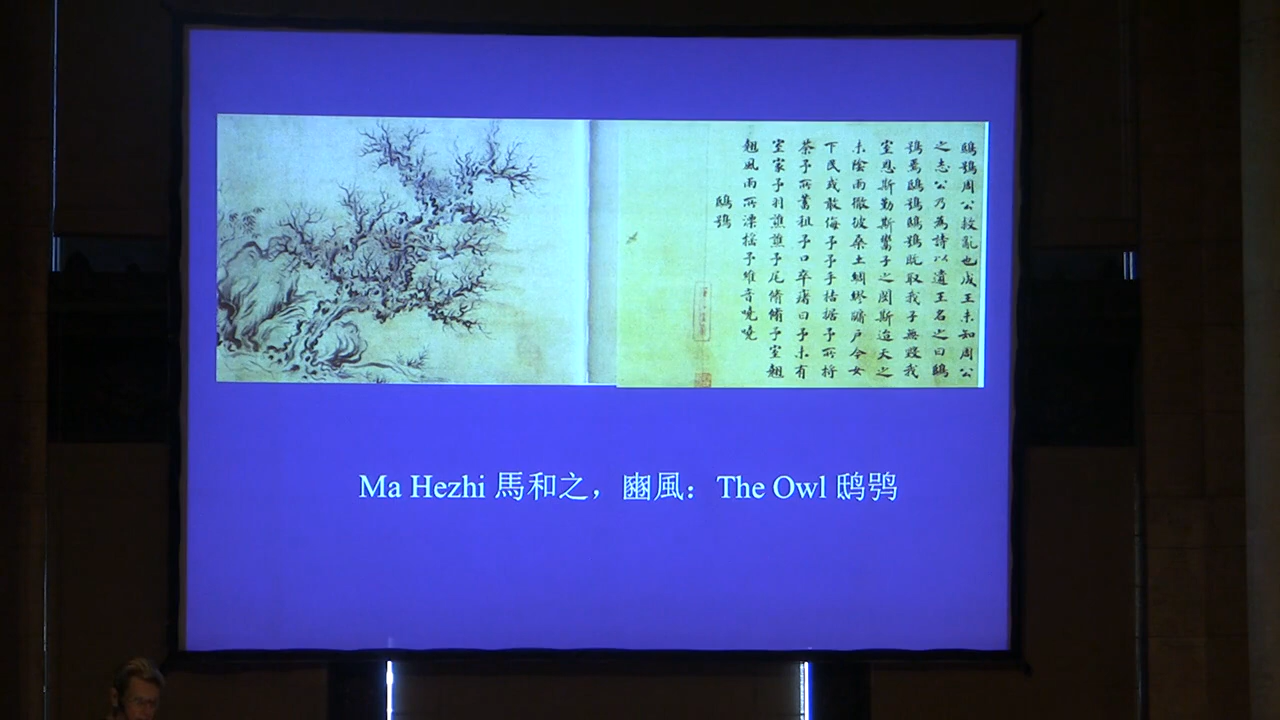 鴟鴞周公救亂也成王未知周公
之志公乃為詩以遺王名之曰鴟
鴞焉鴟鴞鴟鴞既取我子無毀我
室恩斯勤斯鬻子之閔斯迨天之
未陰雨徹彼桑土綢繆牖戶今女
下民或敢侮予予手拮据予所捋
荼予所蓄租予口卒瘏曰予未有
室家予羽譙譙予尾翛翛予室翹
翹風雨所漂搖予維音嘵嘵
鴟鴞
Ma Hezhi 馬和之，豳風：The Owl 鸱鸮